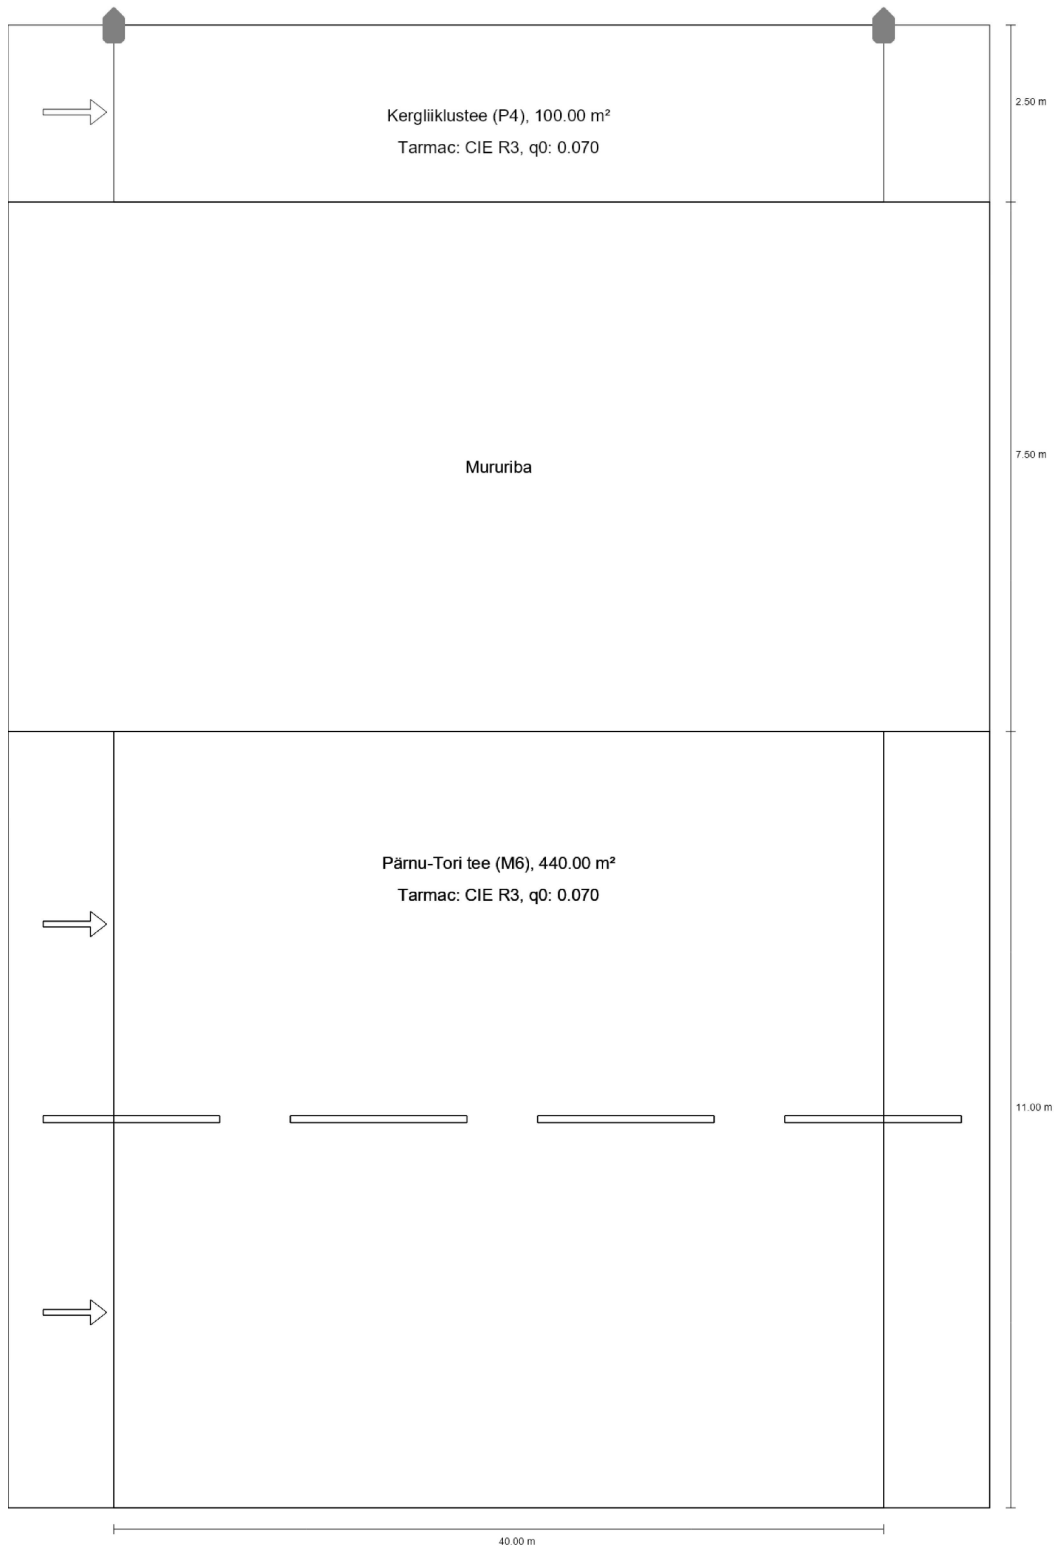 2.50 m
Kergliiklustee (P4), 100.00 m²
Tarmac: CIE R3, q0: 0.070
7.50 m
Mururiba
Pärnu-Tori tee (M6), 440.00 m²
Tarmac: CIE R3, q0: 0.070
11.00 m
40.00 m